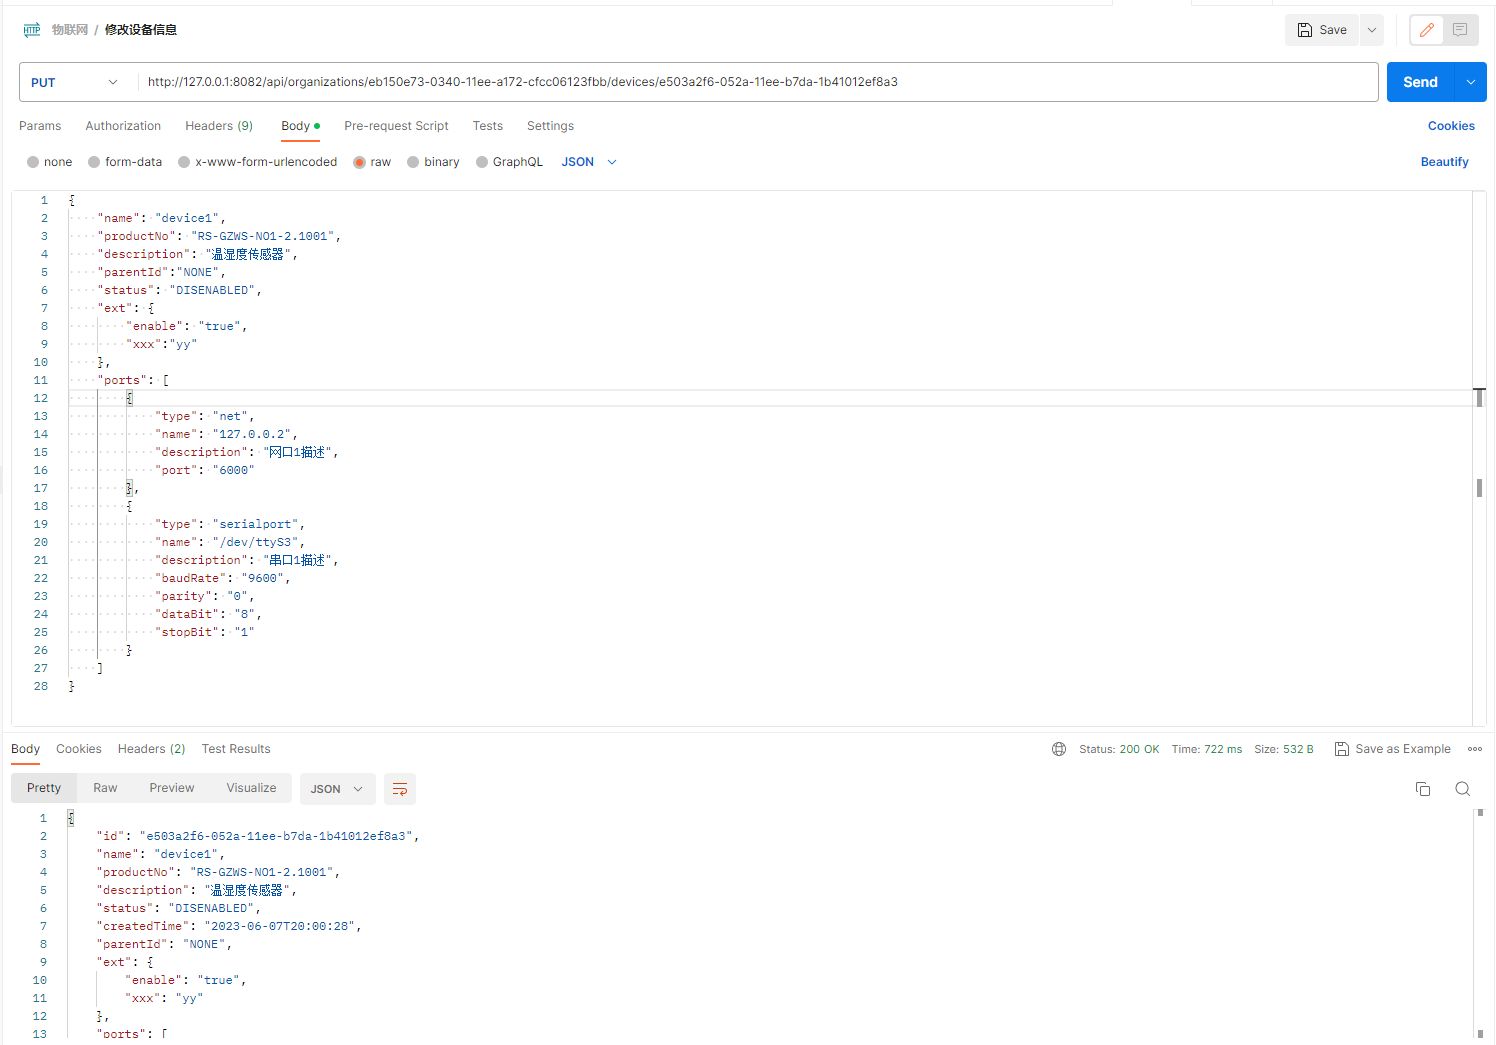 HTTP 物联网 / 修改设备信息 Save
PUT http://127.0.0.1:8082/api/organizations/eb150e73-0340-11ee-a172-cfcc06123fbb/devices/e503a2f6-052a-11ee-b7da-1b41012ef8a3 Send
Params Authorization Headers (9) Body Pre-request Script Tests Settings Cookies
none form-data x-www-form-urlencoded raw binary GraphQL JSON Beautify
1 {
2 "name": "device1",
3 "productNo": "RS-GZWS-NO1-2.1001",
4 "description": "温湿度传感器",
5 "parentId":"NONE",
6 "status": "DISENABLED",
7 "ext": {
8 "enable": "true",
9 "xxx":"yy"
10 },
11 "ports": [
12 {
13 "type": "net",
14 "name": "127.0.0.2",
15 "description": "网口1描述",
16 "port": "6000"
17 },
18 {
19 "type": "serialport",
20 "name": "/dev/ttyS3",
21 "description": "串口1描述",
22 "baudRate": "9600",
23 "parity": "0",
24 "dataBit": "8",
25 "stopBit": "1"
26 }
27 ]
28 }
Body Cookies Headers (2) Test Results Status: 200 OK Time: 722 ms Size: 532 B Save as Example
Pretty Raw Preview Visualize JSON
1 {
2 "id": "e503a2f6-052a-11ee-b7da-1b41012ef8a3",
3 "name": "device1",
4 "productNo": "RS-GZWS-NO1-2.1001",
5 "description": "温湿度传感器",
6 "status": "DISENABLED",
7 "createdTime": "2023-06-07T20:00:28",
8 "parentId": "NONE",
9 "ext": {
10 "enable": "true",
11 "xxx": "yy"
12 },
13 "ports": [